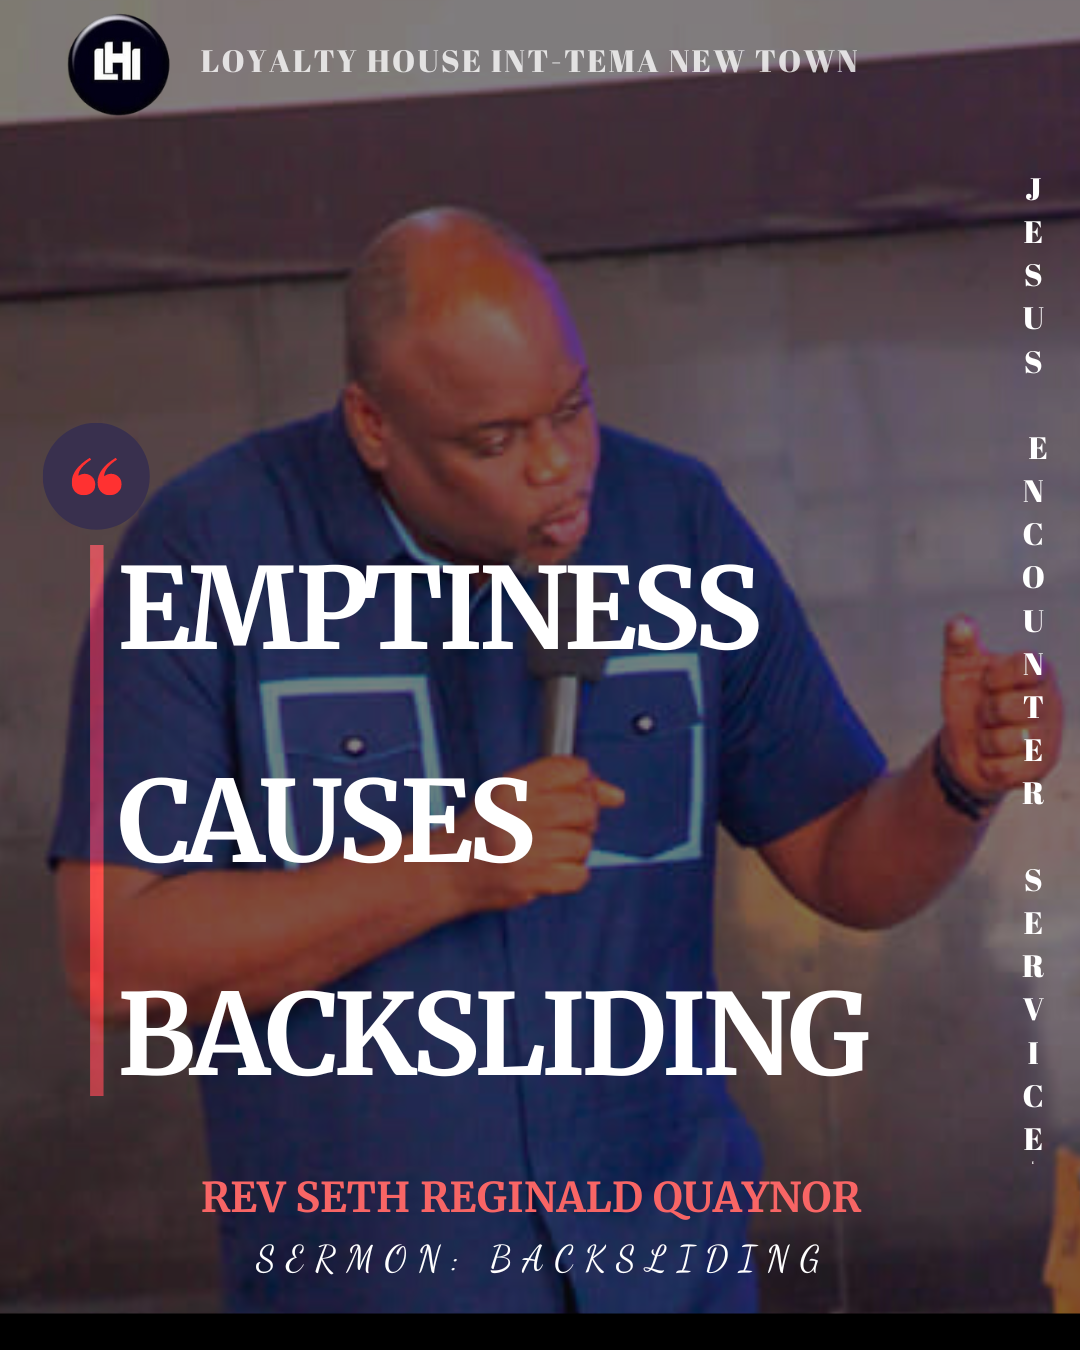 LHI
LOYALTY HOUSE INT-TEMA NEW TOWN
JESUS ENCOUNTER SERVICE
“
EMPTINESS
CAUSES
BACKSLIDING
REV SETH REGINALD QUAYNOR
SERMON: BACKSLIDING